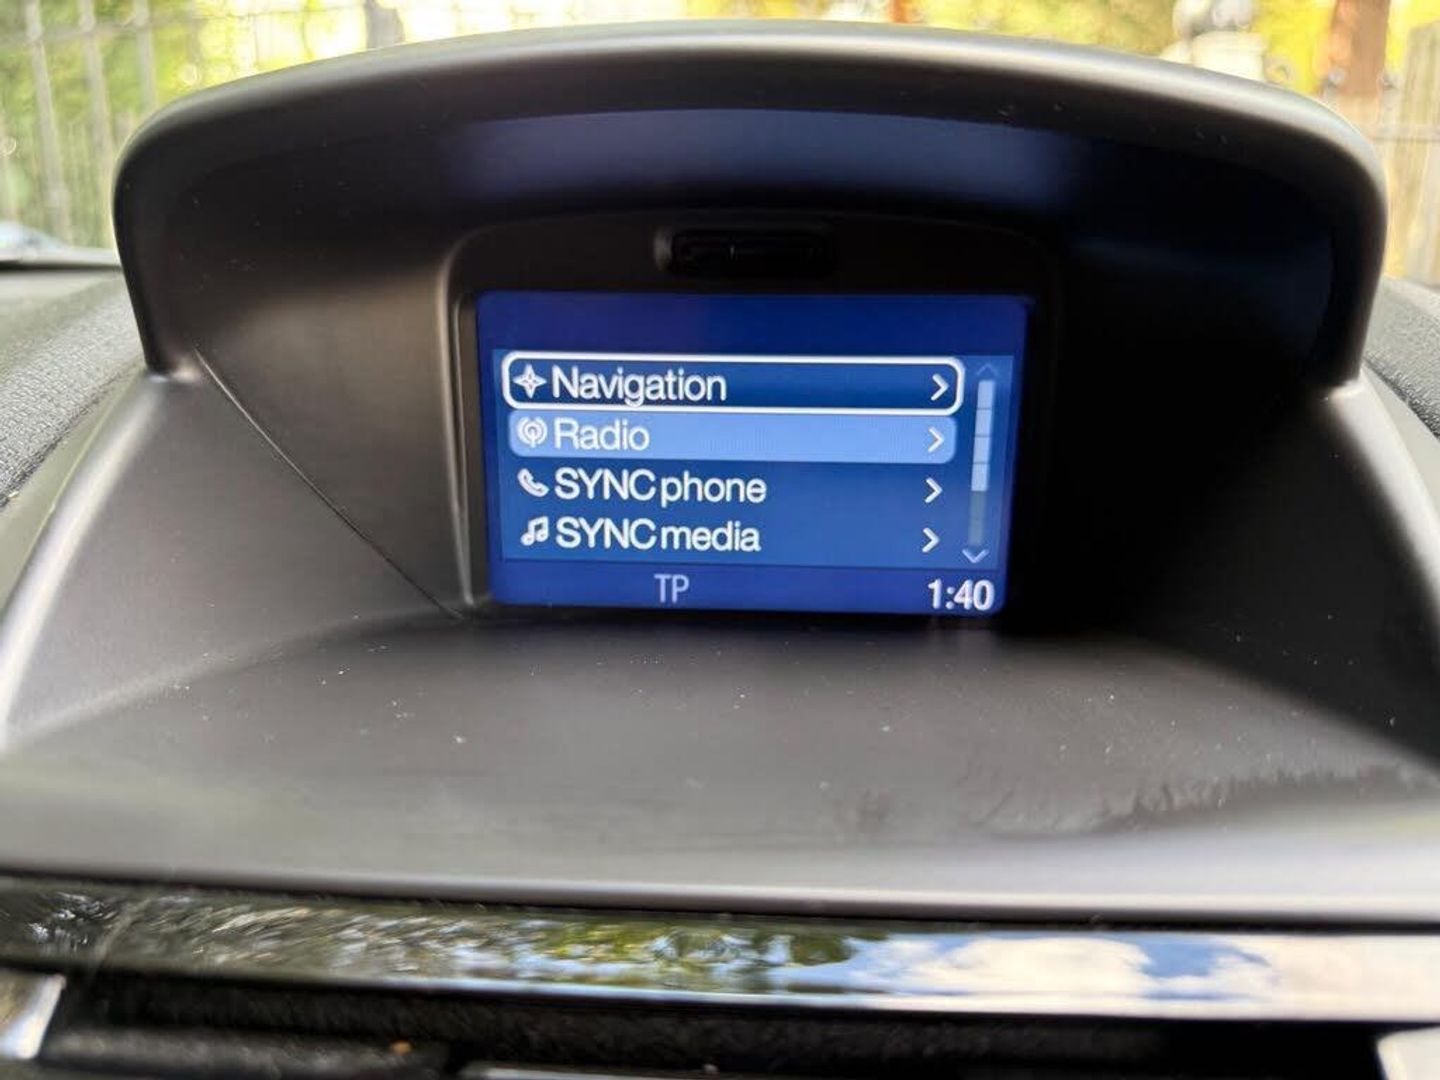 Navigation
Radio
SYNC phone
SYNC media
TP 1:40